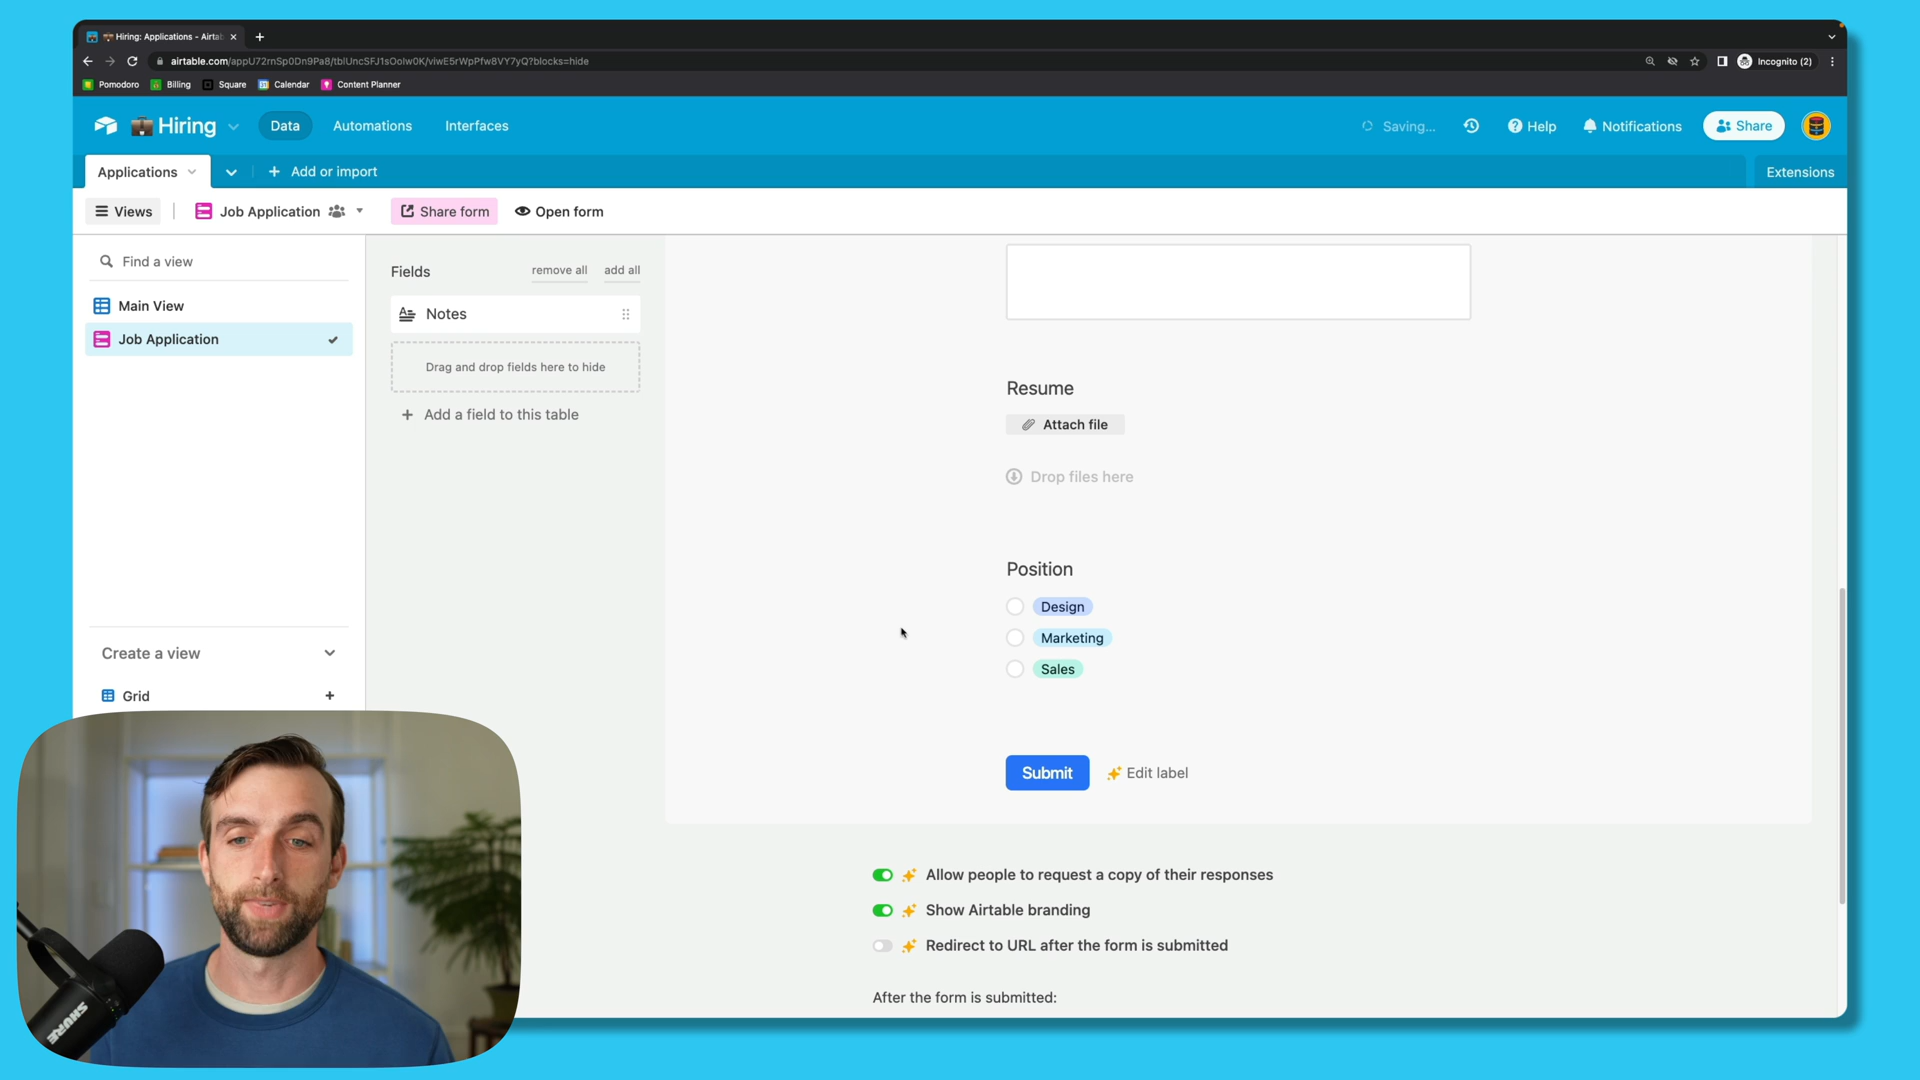 Hiring: Applications - Airtab
airtable.com/appU72rnSp0Dn9Pa8/tblUncSFJ1sOoIw0K/viwE5rWpPfw8VY7yQ?blocks=hide
Incognito (2)
Pomodoro
Billing
Square
Calendar
Content Planner
Hiring
Data
Automations
Interfaces
Saving...
Help
Notifications
Share
Applications
Add or import
Extensions
Views
Job Application
Share form
Open form
Find a view
Main View
Job Application
Create a view
Grid
Fields
remove all
add all
Notes
Drag and drop fields here to hide
Add a field to this table
Resume
Attach file
Drop files here
Position
Design
Marketing
Sales
Submit
Edit label
Allow people to request a copy of their responses
Show Airtable branding
Redirect to URL after the form is submitted
After the form is submitted:
SHURE